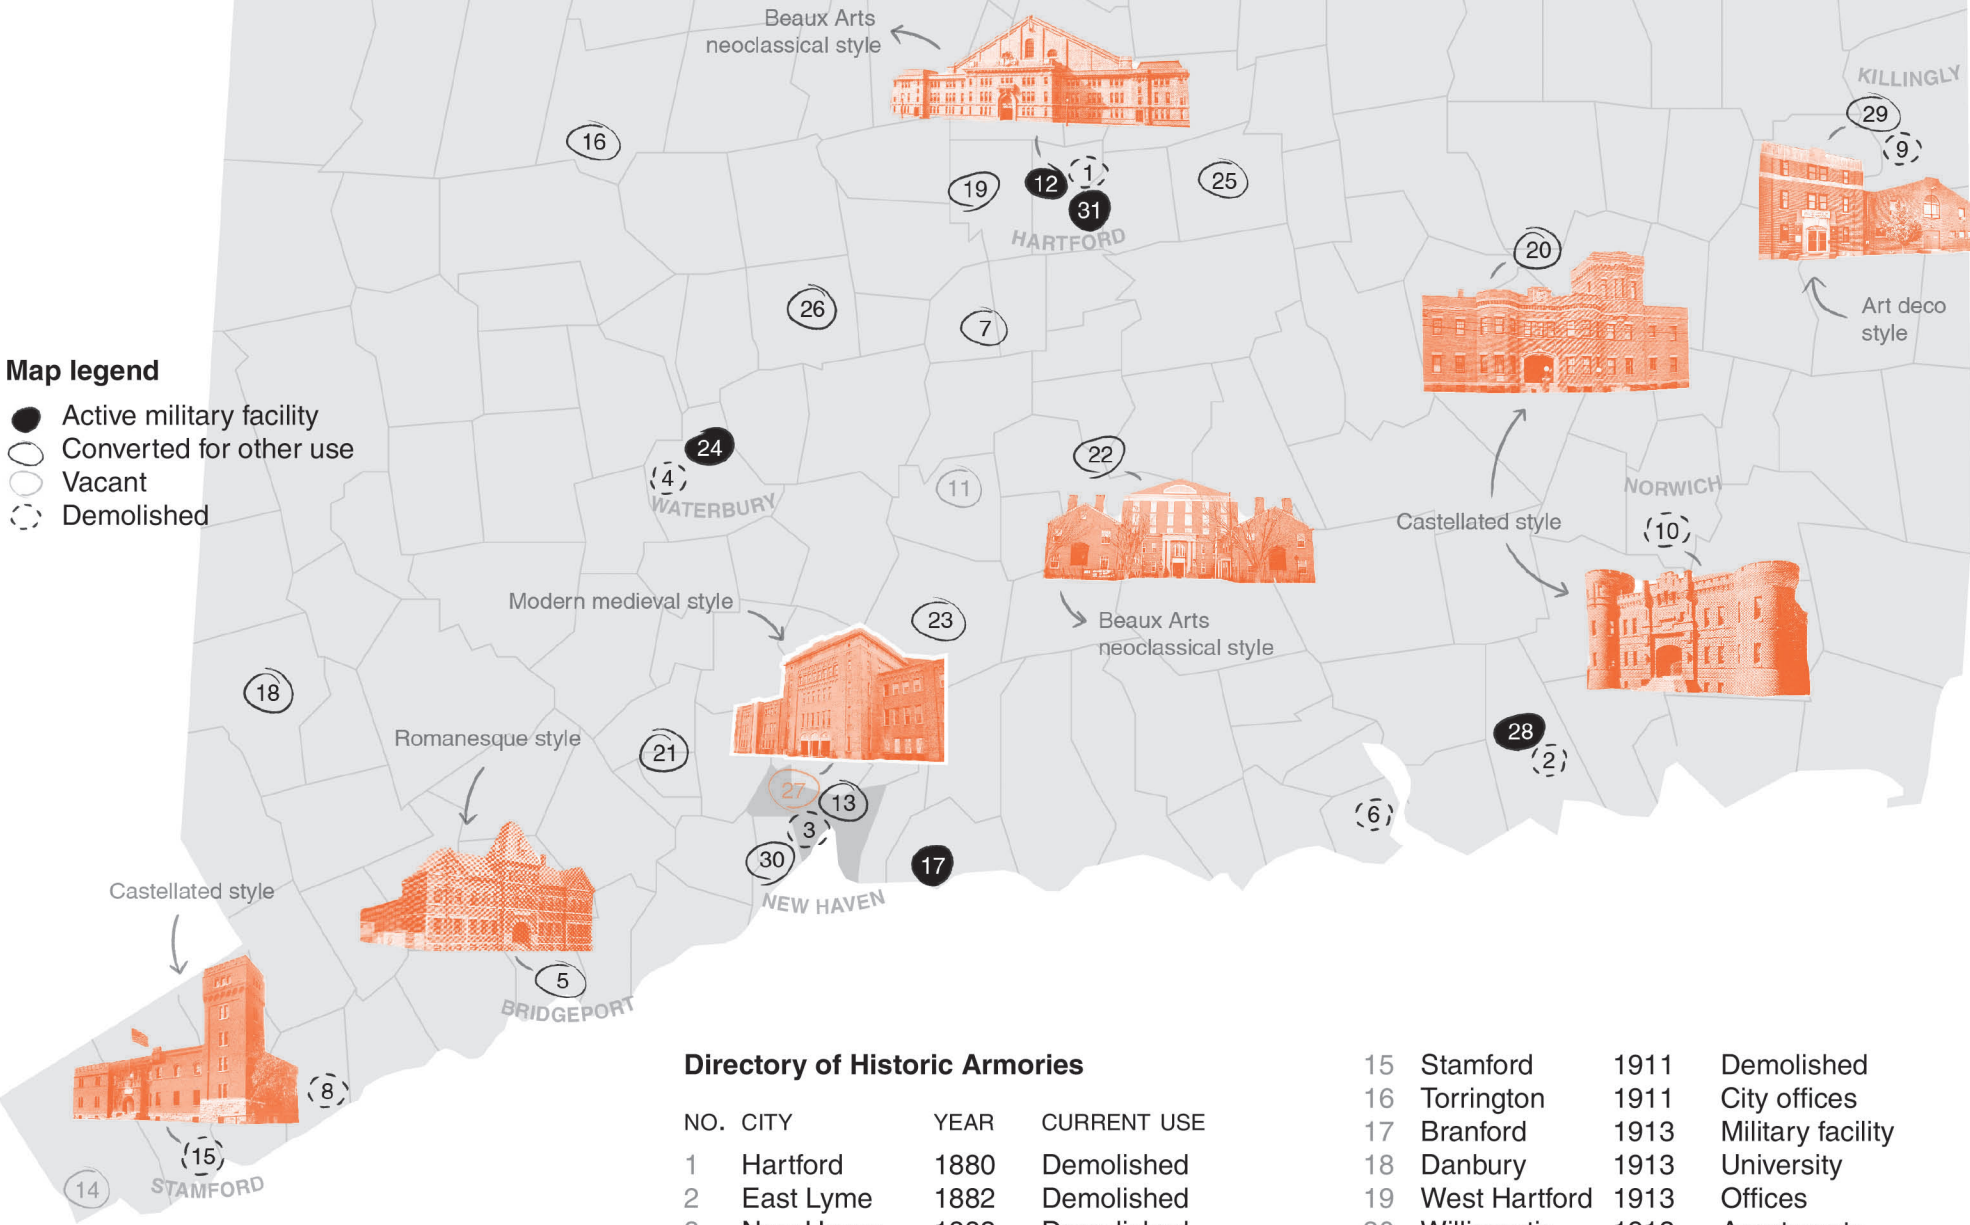 Beaux Arts
neoclassical style
KILLINGLY
29
9
16
12
1
19
25
31
HARTFORD
20
26
7
Art deco
style
Map legend
Active military facility
Converted for other use
Vacant
Demolished
24
4
WATERBURY
22
11
NORWICH
Castellated style
10
Modern medieval style
23
Beaux Arts
neoclassical style
18
Romanesque style
21
28
2
27
13
3
6
30
17
NEW HAVEN
Castellated style
5
BRIDGEPORT
8
15
STAMFORD
14
Directory of Historic Armories
NO. CITY YEAR CURRENT USE
1 Hartford 1880 Demolished
2 East Lyme 1882 Demolished
15 Stamford 1911 Demolished
16 Torrington 1911 City offices
17 Branford 1913 Military facility
18 Danbury 1913 University
19 West Hartford 1913 Offices